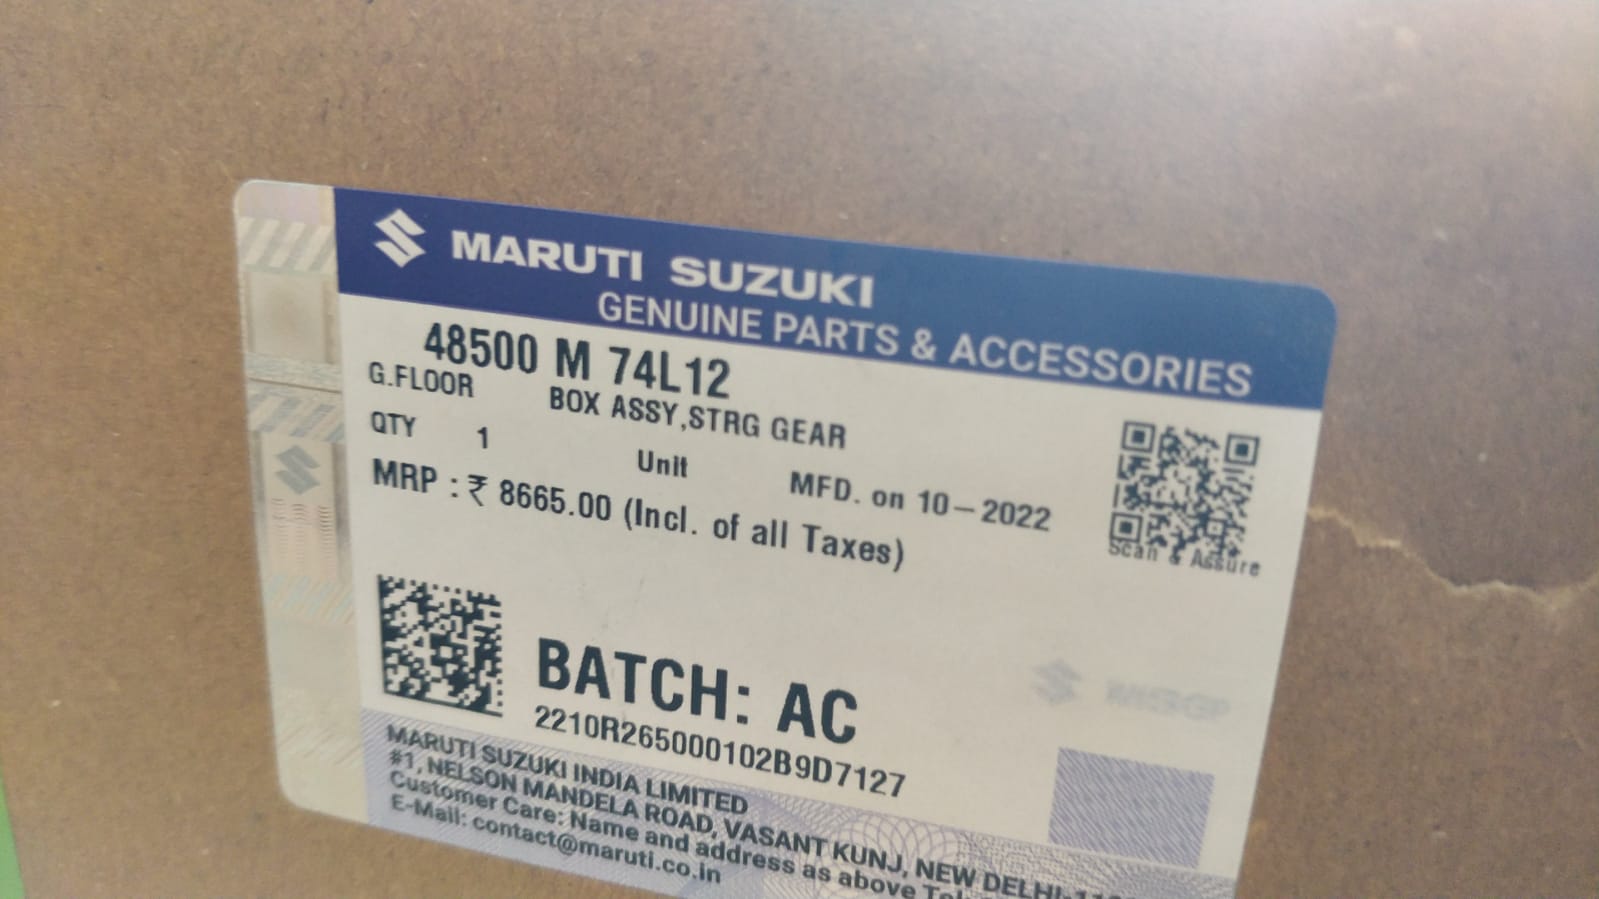 MARUTI SUZUKI
GENUINE PARTS & ACCESSORIES
48500 M 74L12
G.FLOOR BOX ASSY,STRG GEAR
QTY 1 Unit MFD. on 10-2022
MRP : ₹ 8665.00 (Incl. of all Taxes)
Scan & Assure
BATCH: AC
2210R265000102B9D7127
MARUTI SUZUKI INDIA LIMITED
#1, NELSON MANDELA ROAD, VASANT KUNJ, NEW DELHI-
Customer Care: Name and address as above
E-Mail: contact@maruti.co.in